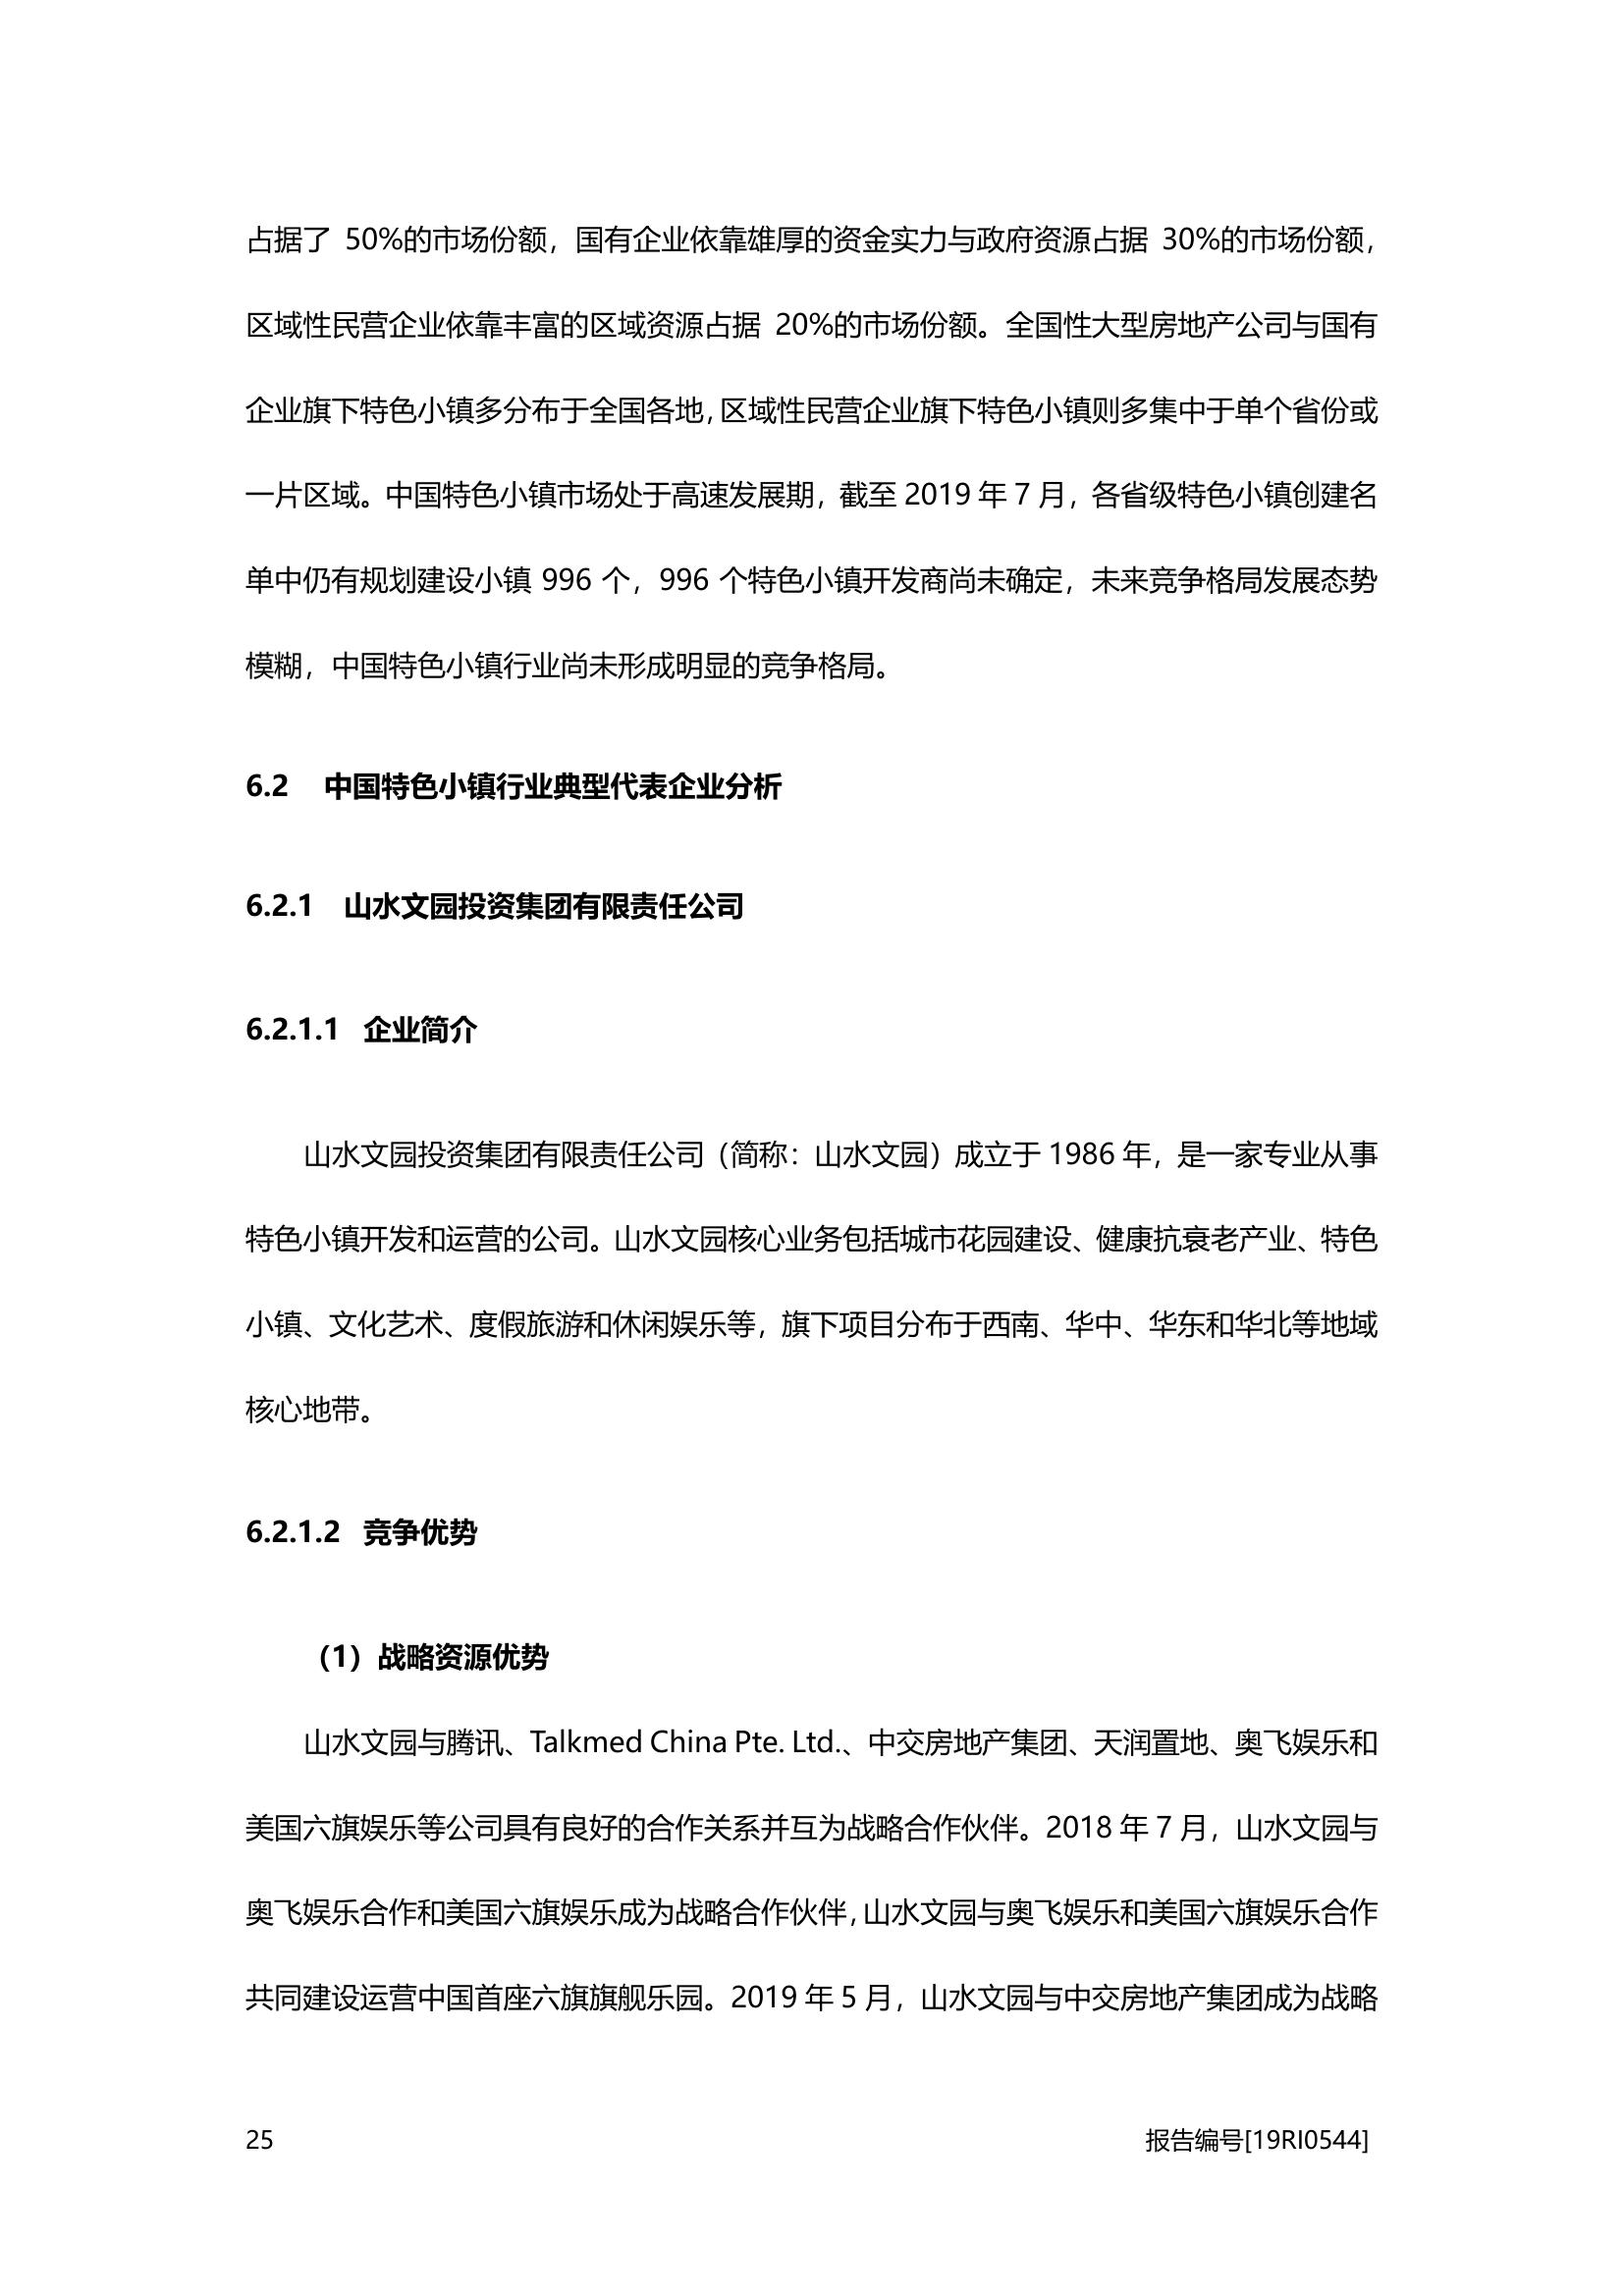 占据了 50%的市场份额，国有企业依靠雄厚的资金实力与政府资源占据 30%的市场份额，
区域性民营企业依靠丰富的区域资源占据 20%的市场份额。全国性大型房地产公司与国有
企业旗下特色小镇多分布于全国各地，区域性民营企业旗下特色小镇则多集中于单个省份或
一片区域。中国特色小镇市场处于高速发展期，截至 2019 年 7 月，各省级特色小镇创建名
单中仍有规划建设小镇 996 个，996 个特色小镇开发商尚未确定，未来竞争格局发展态势
模糊，中国特色小镇行业尚未形成明显的竞争格局。
6.2 中国特色小镇行业典型代表企业分析
6.2.1 山水文园投资集团有限责任公司
6.2.1.1 企业简介
山水文园投资集团有限责任公司（简称：山水文园）成立于 1986 年，是一家专业从事
特色小镇开发和运营的公司。山水文园核心业务包括城市花园建设、健康抗衰老产业、特色
小镇、文化艺术、度假旅游和休闲娱乐等，旗下项目分布于西南、华中、华东和华北等地域
核心地带。
6.2.1.2 竞争优势
（1）战略资源优势
山水文园与腾讯、Talkmed China Pte. Ltd.、中交房地产集团、天润置地、奥飞娱乐和
美国六旗娱乐等公司具有良好的合作关系并互为战略合作伙伴。2018 年 7 月，山水文园与
奥飞娱乐合作和美国六旗娱乐成为战略合作伙伴，山水文园与奥飞娱乐和美国六旗娱乐合作
共同建设运营中国首座六旗旗舰乐园。2019 年 5 月，山水文园与中交房地产集团成为战略
25 报告编号[19RI0544]